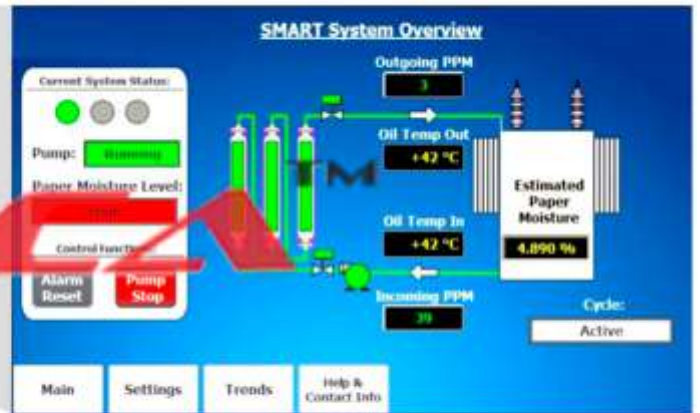 SMART System Overview
Current System Status:
Pump:
Running
Paper Moisture Level:
Control Functions:
Alarm
Reset
Pump
Stop
Outgoing PPM
3
Oil Temp Out
+42 °C
TM
Oil Temp In
+42 °C
Incoming PPM
39
Estimated
Paper
Moisture
4.890 %
Cycle:
Active
Main
Settings
Trends
Help &
Contact Info